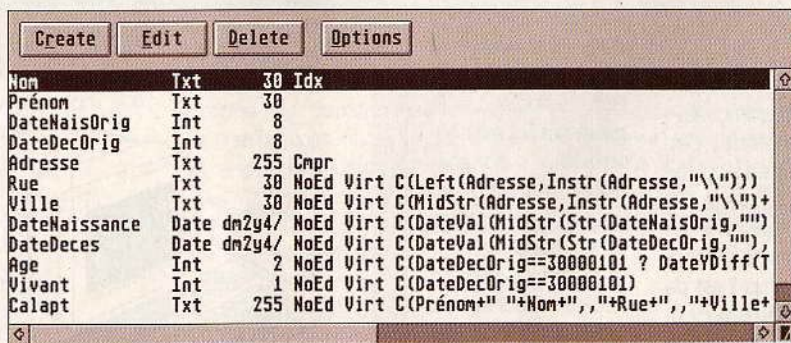 Create Edit Delete Options
Nom Txt 30 Idx
Prénom Txt 30
DateNaisOrig Int 8
DateDecOrig Int 8
Adresse Txt 255 Cmpr
Rue Txt 30 NoEd Virt C(Left(Adresse,Instr(Adresse,"\\")))
Ville Txt 30 NoEd Virt C(MidStr(Adresse,Instr(Adresse,"\\")+
DateNaissance Date dm2y4/ NoEd Virt C(DateVal(MidStr(Str(DateNaisOrig,"")
DateDeces Date dm2y4/ NoEd Virt C(DateVal(MidStr(Str(DateDecOrig,""),
Age Int 2 NoEd Virt C(DateDecOrig==30000101 ? DateYDiff(T
Vivant Int 1 NoEd Virt C(DateDecOrig==30000101)
Calapt Txt 255 NoEd Virt C(Prénom+" "+Nom+",,"+Rue+",,"+Ville+